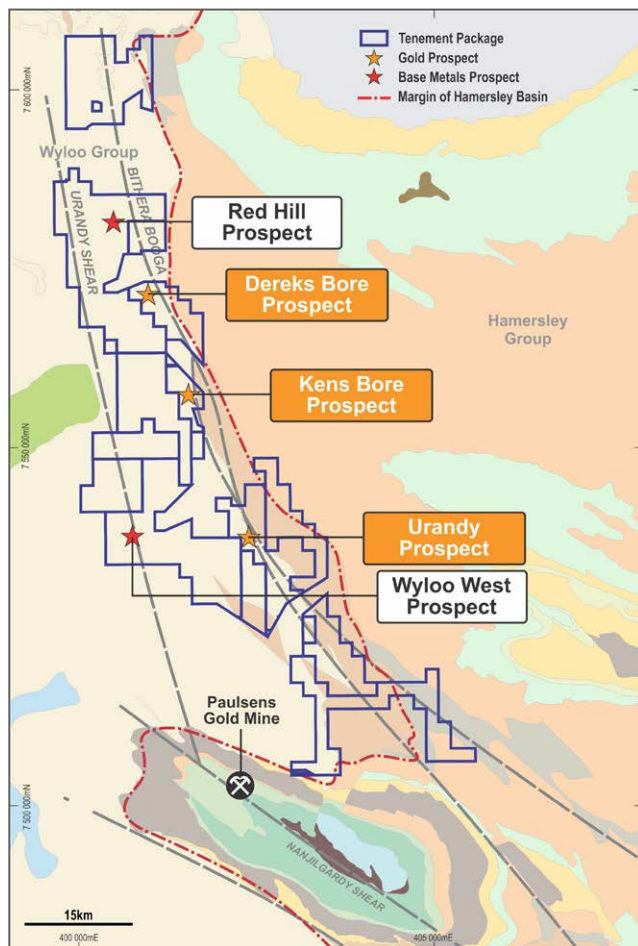 Tenement Package
Gold Prospect
Base Metals Prospect
Margin of Hamersley Basin
7 600 000mN
Wyloo Group
BITHERA BOOGA
URANDY SHEAR
Red Hill
Prospect
Dereks Bore
Prospect
Hamersley
Group
Kens Bore
Prospect
7 550 000mN
Urandy
Prospect
Wyloo West
Prospect
Paulsens
Gold Mine
7 500 000mN
NANJILGARDY SHEAR
15km
400 000mE
405 000mE